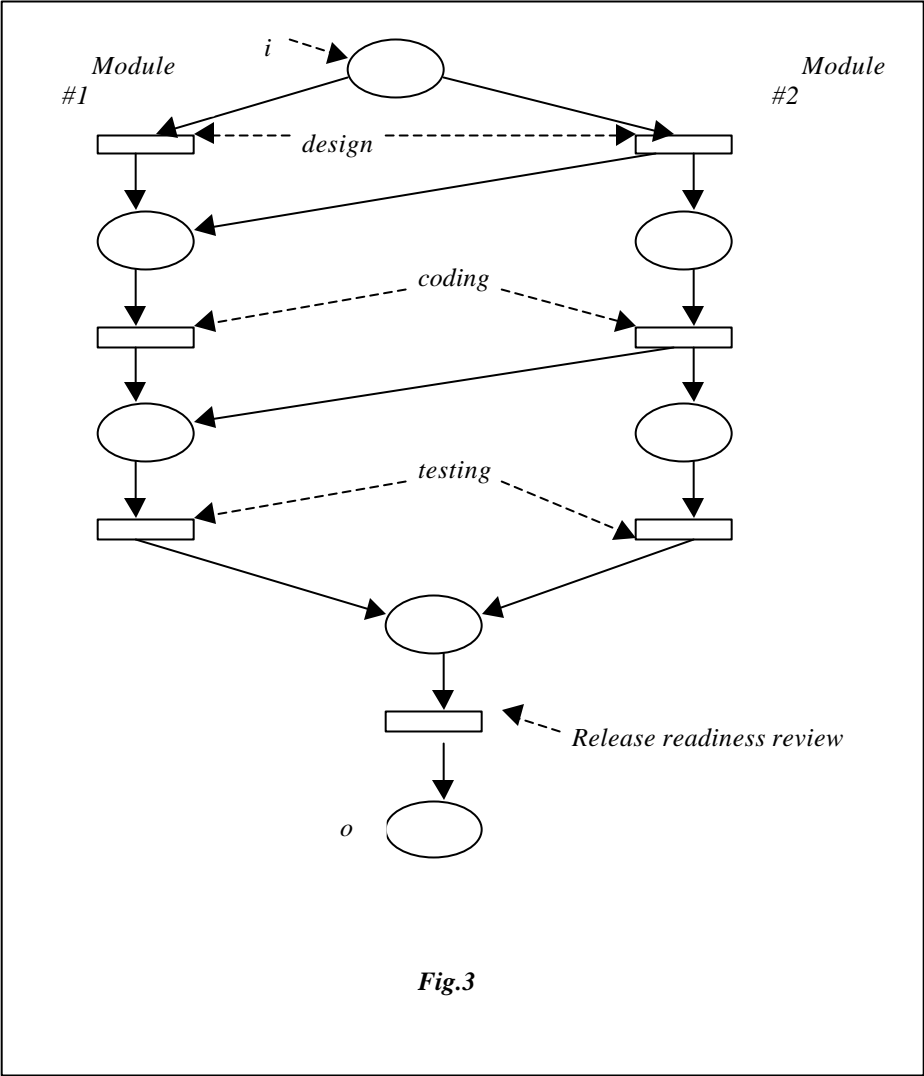 i
Module
#1
Module
#2
design
coding
testing
Release readiness review
o
Fig.3